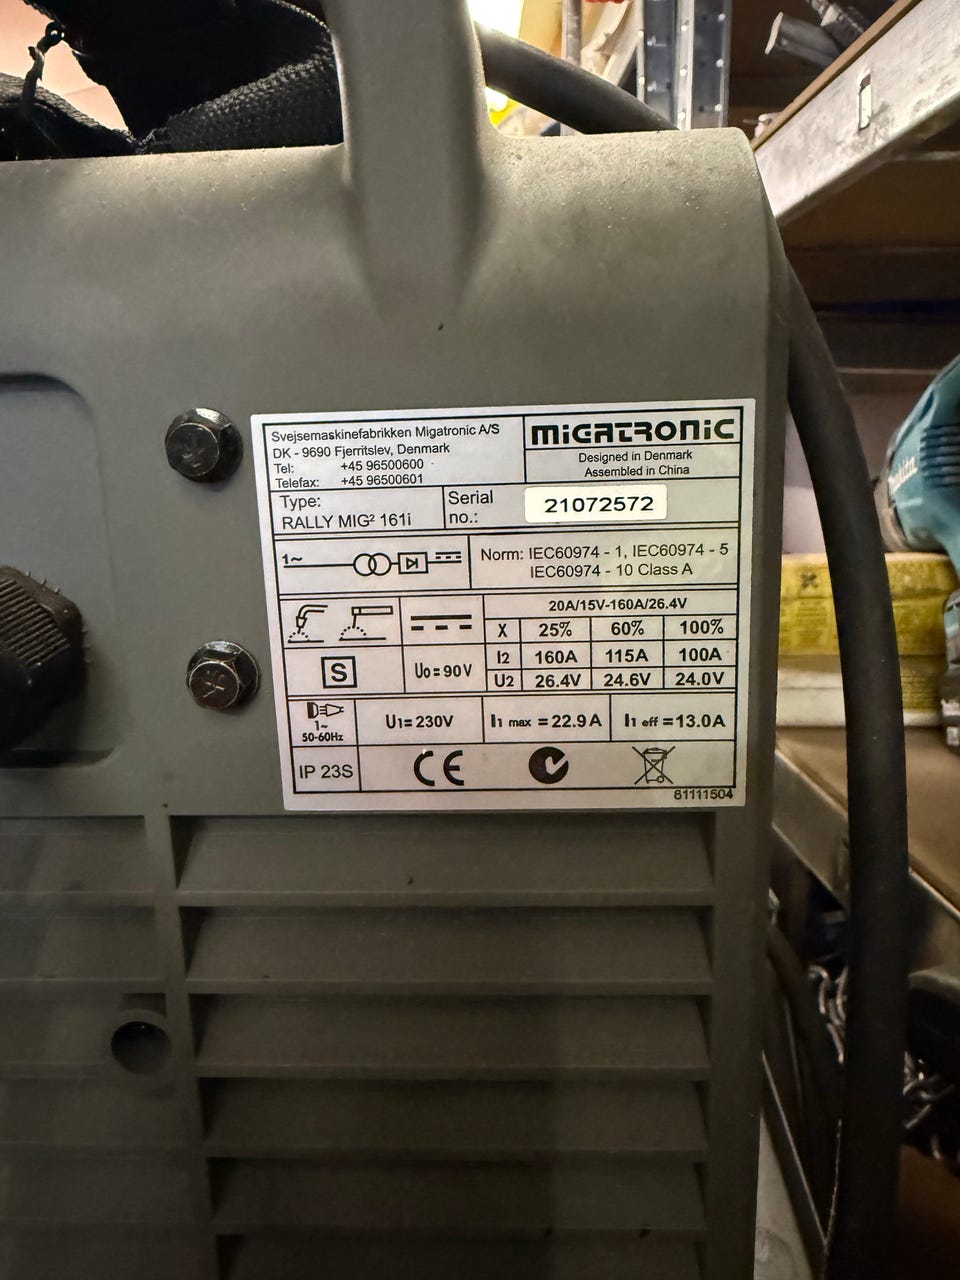 Svejsemaskinefabrikken Migatronic A/S
DK - 9690 Fjerritslev, Denmark
Tel: +45 96500600
Telefax: +45 96500601
MIGATRONIC
Designed in Denmark
Assembled in China
Type:
RALLY MIG² 161i
Serial
no.:
21072572
1~
Norm: IEC60974 - 1, IEC60974 - 5
IEC60974 - 10 Class A
20A/15V-160A/26.4V
X 25% 60% 100%
S
U0 = 90V
I2 160A 115A 100A
U2 26.4V 24.6V 24.0V
1~
50-60Hz
U1= 230V
I1 max = 22.9 A
I1 eff = 13.0A
IP 23S
CE
61111504
makita